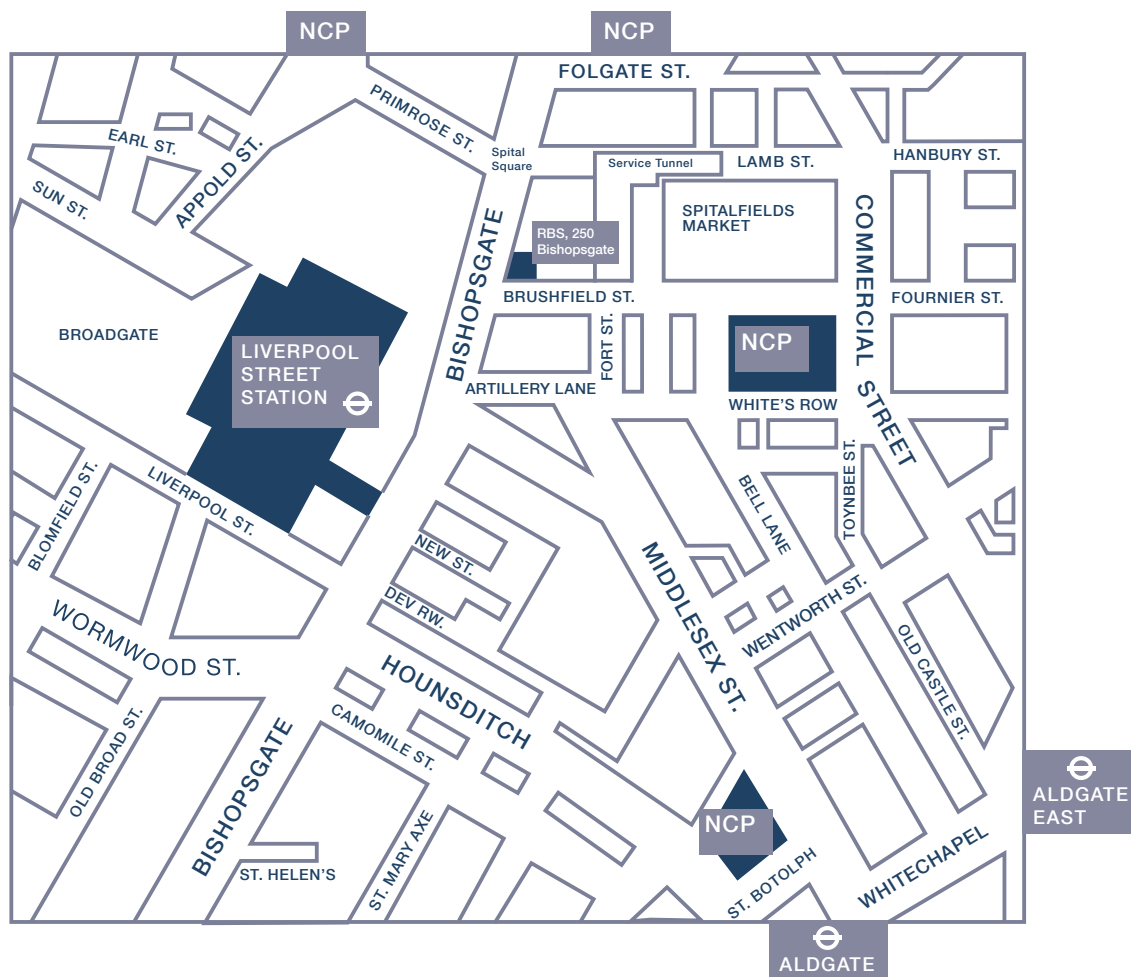 NCP
NCP
FOLGATE ST.
PRIMROSE ST.
EARL ST.
APPOLD ST.
Spital
Square
Service Tunnel
LAMB ST.
HANBURY ST.
SUN ST.
SPITALFIELDS
MARKET
COMMERCIAL STREET
RBS, 250
Bishopsgate
BISHOPSGATE
BRUSHFIELD ST.
FOURNIER ST.
BROADGATE
LIVERPOOL
STREET
STATION
FORT ST.
NCP
ARTILLERY LANE
WHITE'S ROW
BLOMFIELD ST.
LIVERPOOL ST.
BELL LANE
TOYNBEE ST.
NEW ST.
DEV RW.
MIDDLESEX ST.
WENTWORTH ST.
OLD CASTLE ST.
WORMWOOD ST.
HOUNSDITCH
CAMOMILE ST.
OLD BROAD ST.
BISHOPSGATE
ALDGATE
EAST
NCP
ST. HELEN'S
ST. MARY AXE
ST. BOTOLPH
WHITECHAPEL
ALDGATE